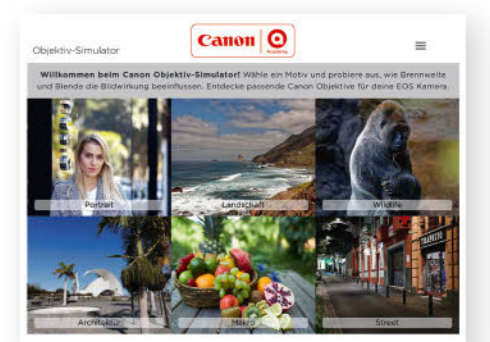 Objektiv-Simulator
Canon
Academy
Willkommen beim Canon Objektiv-Simulator! Wähle ein Motiv und probiere aus, wie Brennweite
und Blende die Bildwirkung beeinflussen. Entdecke passende Canon Objektive für deine EOS Kamera.
Portrait
Landschaft
Wildlife
Architektur
Makro
Street